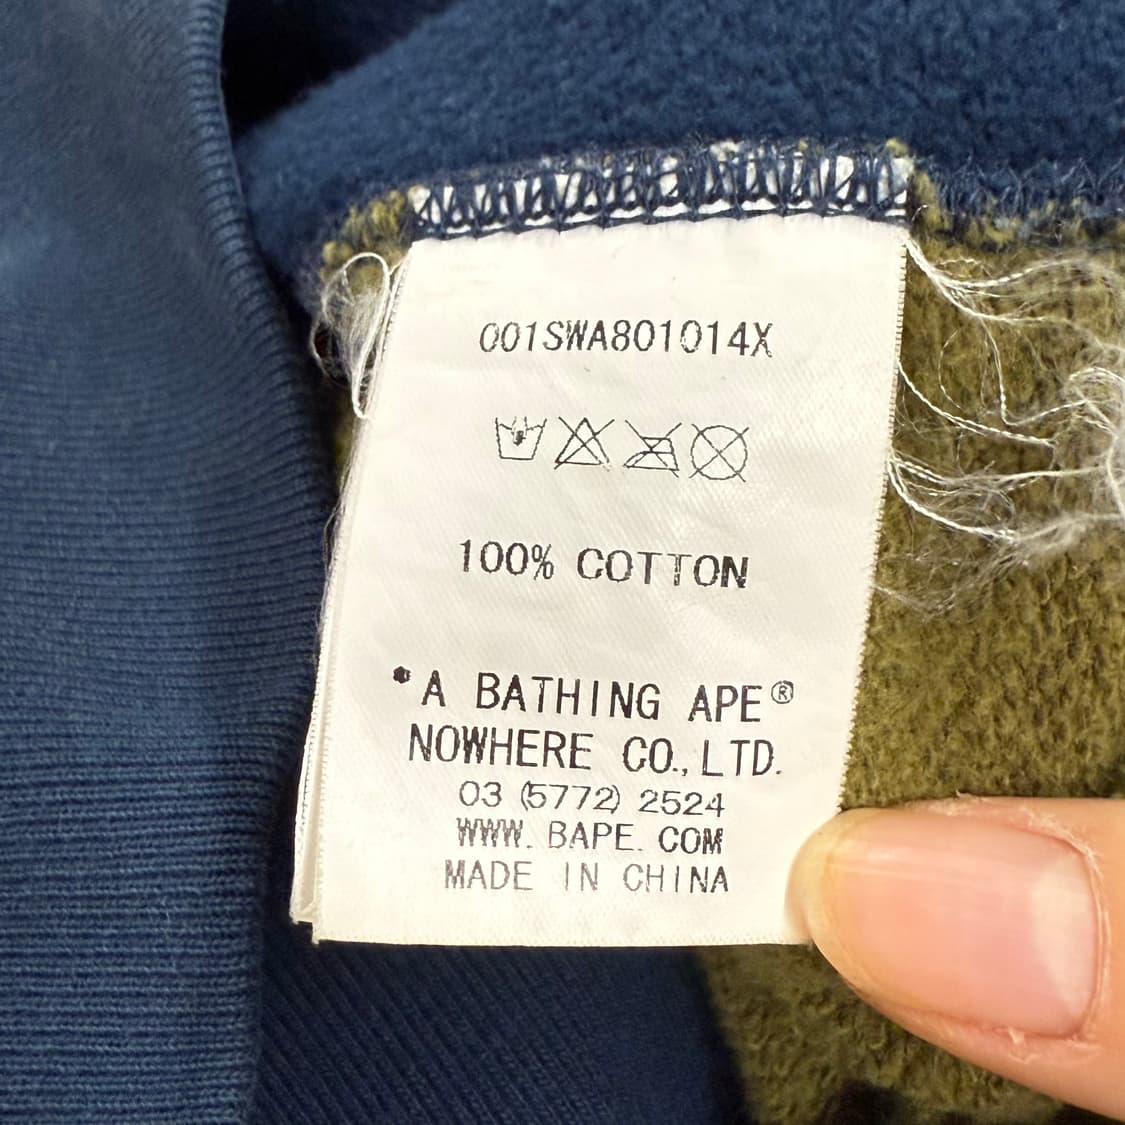 001SWA801014X
100% COTTON
*A BATHING APE®
NOWHERE CO.,LTD.
03 (5772) 2524
WWW. BAPE. COM
MADE IN CHINA